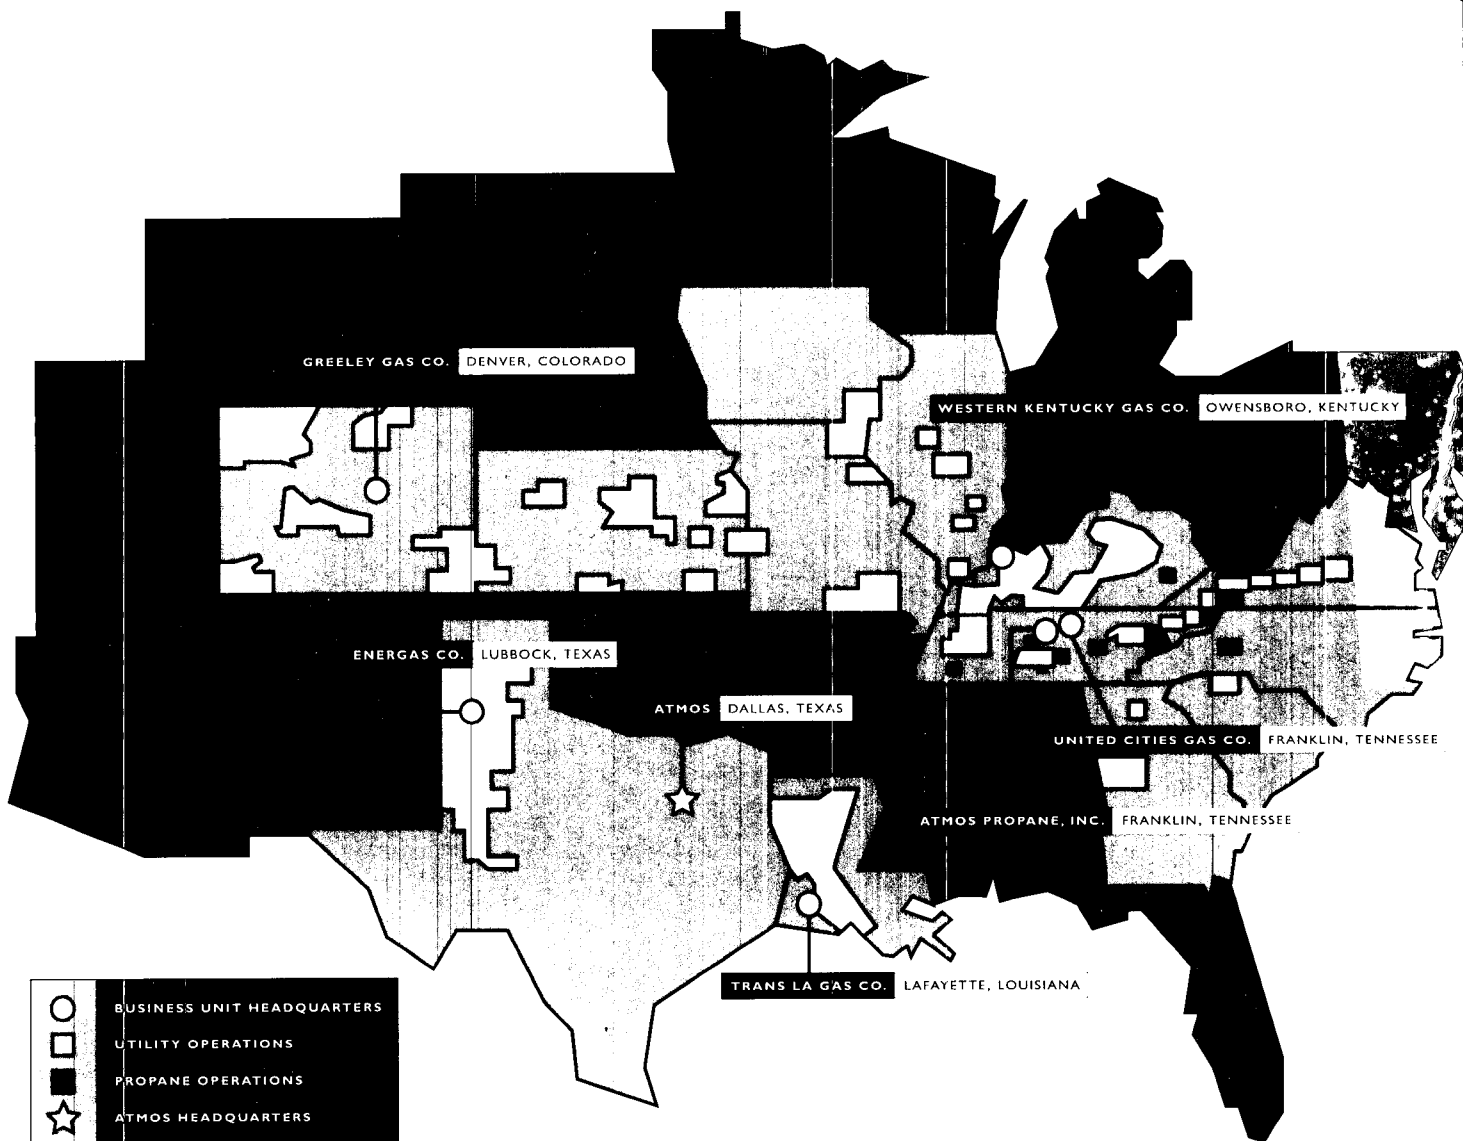 GREELEY GAS CO. DENVER, COLORADO
WESTERN KENTUCKY GAS CO. OWENSBORO, KENTUCKY
ENERGAS CO. LUBBOCK, TEXAS
ATMOS DALLAS, TEXAS
UNITED CITIES GAS CO. FRANKLIN, TENNESSEE
ATMOS PROPANE, INC. FRANKLIN, TENNESSEE
TRANS LA GAS CO. LAFAYETTE, LOUISIANA
BUSINESS UNIT HEADQUARTERS
UTILITY OPERATIONS
PROPANE OPERATIONS
ATMOS HEADQUARTERS